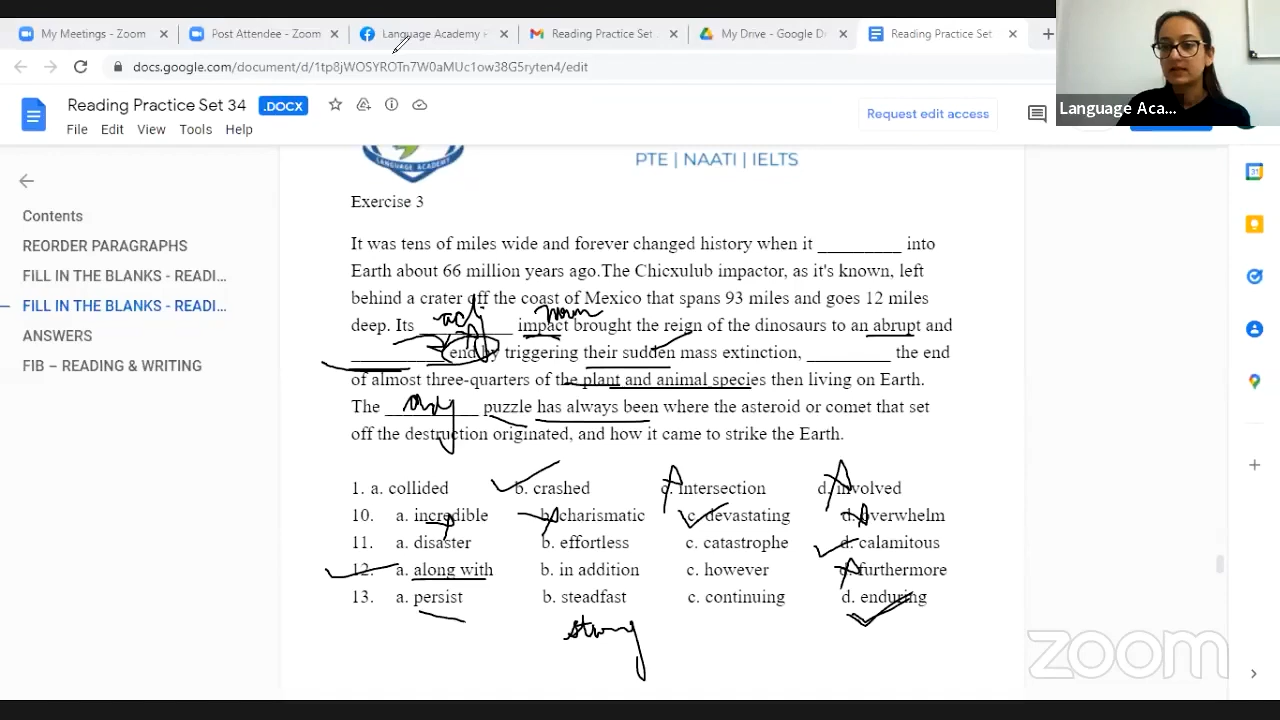 My Meetings - Zoom
Post Attendee - Zoom
Language Academy
Reading Practice Set
My Drive - Google D
Reading Practice Set
docs.google.com/document/d/1tp8jWOSYROTn7W0aMUc1ow38G5ryten4/edit
Language Aca...
Reading Practice Set 34
.DOCX
Request edit access
File Edit View Tools Help
LANGUAGE ACADEMY
PTE | NAATI | IELTS
Contents
REORDER PARAGRAPHS
FILL IN THE BLANKS - READI...
FILL IN THE BLANKS - READI...
ANSWERS
FIB – READING & WRITING
Exercise 3
It was tens of miles wide and forever changed history when it _________ into
Earth about 66 million years ago.The Chicxulub impactor, as it's known, left
behind a crater off the coast of Mexico that spans 93 miles and goes 12 miles
adj noun
deep. Its __________ impact brought the reign of the dinosaurs to an abrupt and
__________ end by triggering their sudden mass extinction, _________ the end
of almost three-quarters of the plant and animal species then living on Earth.
The __________ puzzle has always been where the asteroid or comet that set
off the destruction originated, and how it came to strike the Earth.
1. a. collided b. crashed c. intersection d. involved
10. a. incredible b. charismatic c. devastating d. overwhelm
11. a. disaster b. effortless c. catastrophe d. calamitous
12. a. along with b. in addition c. however d. furthermore
13. a. persist b. steadfast c. continuing d. enduring
strong
zoom
31